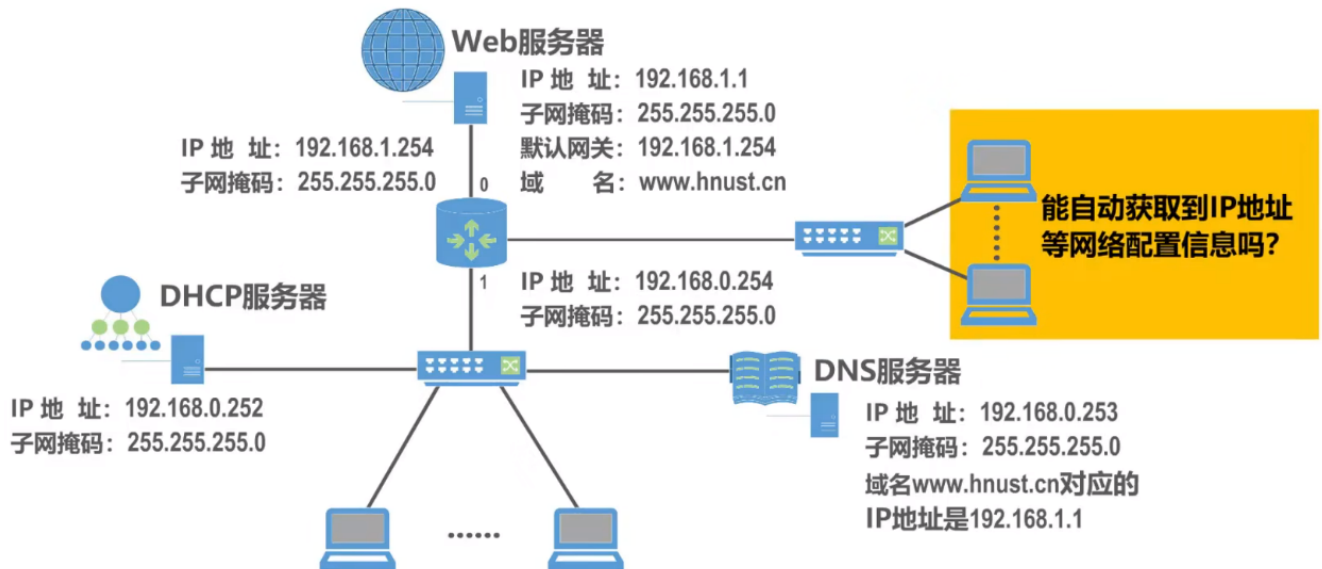 Web服务器
IP 地 址：192.168.1.1
子网掩码：255.255.255.0
默认网关：192.168.1.254
域 名：www.hnust.cn
IP 地 址：192.168.1.254
子网掩码：255.255.255.0
0
能自动获取到IP地址
等网络配置信息吗？
1
IP 地 址：192.168.0.254
子网掩码：255.255.255.0
DHCP服务器
IP 地 址：192.168.0.252
子网掩码：255.255.255.0
DNS服务器
IP 地 址：192.168.0.253
子网掩码：255.255.255.0
域名www.hnust.cn对应的
IP地址是192.168.1.1